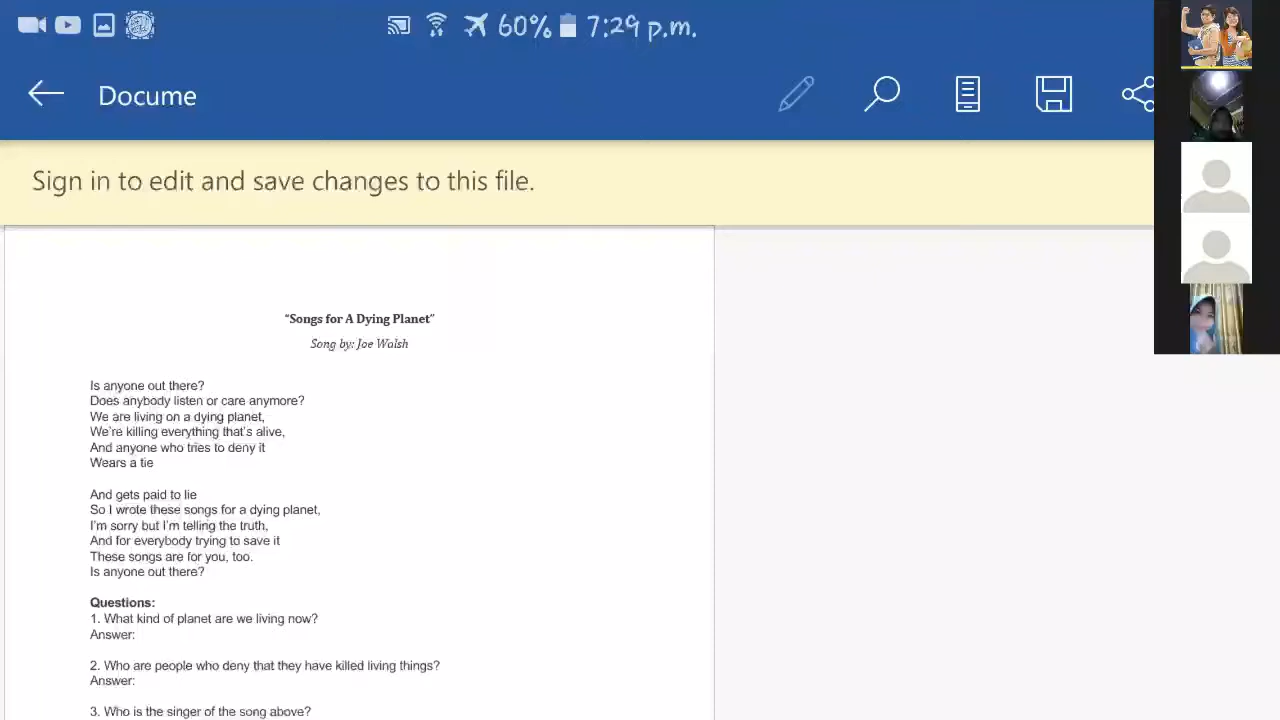 60% 7:29 p.m.
Docume
Sign in to edit and save changes to this file.
“Songs for A Dying Planet”
Song by: Joe Walsh
Is anyone out there?
Does anybody listen or care anymore?
We are living on a dying planet,
We’re killing everything that’s alive,
And anyone who tries to deny it
Wears a tie
And gets paid to lie
So I wrote these songs for a dying planet,
I’m sorry but I’m telling the truth,
And for everybody trying to save it
These songs are for you, too.
Is anyone out there?
Questions:
1. What kind of planet are we living now?
Answer:
2. Who are people who deny that they have killed living things?
Answer:
3. Who is the singer of the song above?